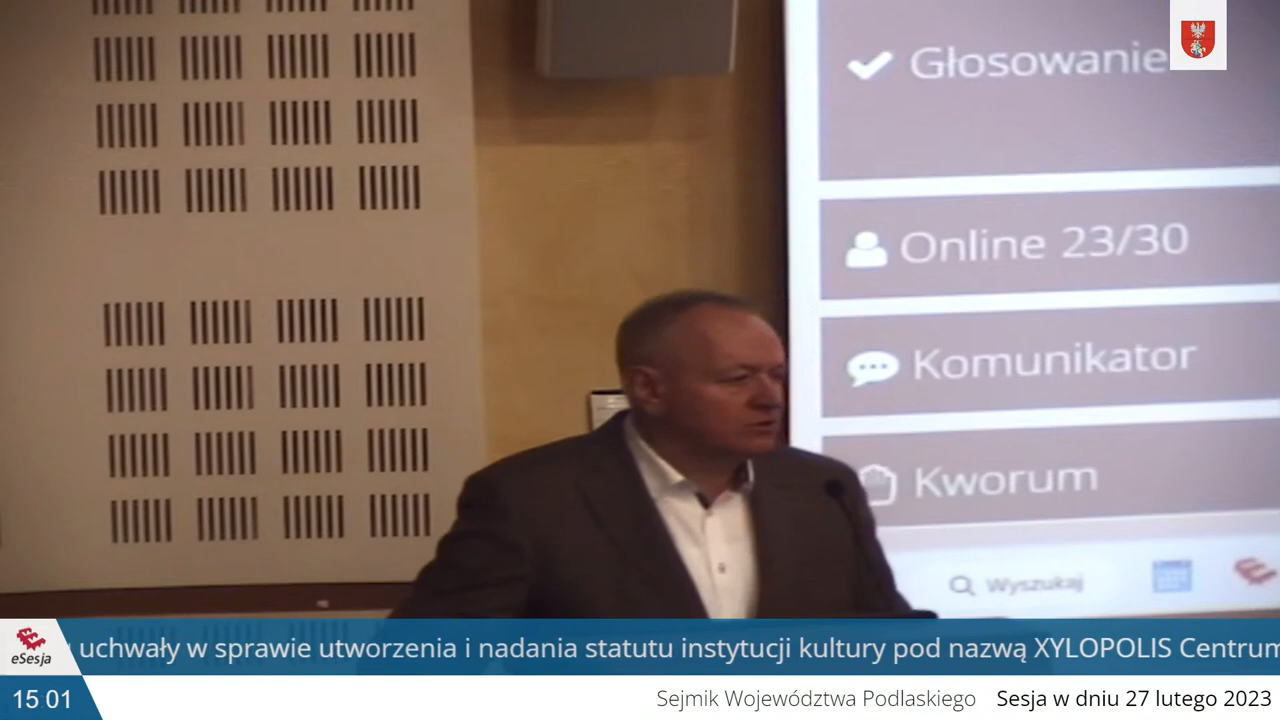 Głosowanie
Online 23/30
Komunikator
Kworum
Wyszukaj
uchwały w sprawie utworzenia i nadania statutu instytucji kultury pod nazwą XYLOPOLIS Centrum
eSesja
15 01
Sejmik Województwa Podlaskiego Sesja w dniu 27 lutego 2023